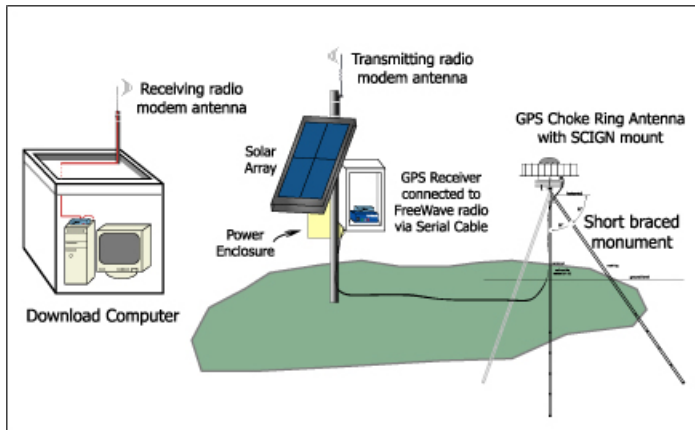 Transmitting radio
modem antenna
Receiving radio
modem antenna
GPS Choke Ring Antenna
with SCIGN mount
Solar
Array
GPS Receiver
connected to
FreeWave radio
via Serial Cable
Short braced
monument
Power
Enclosure
Download Computer